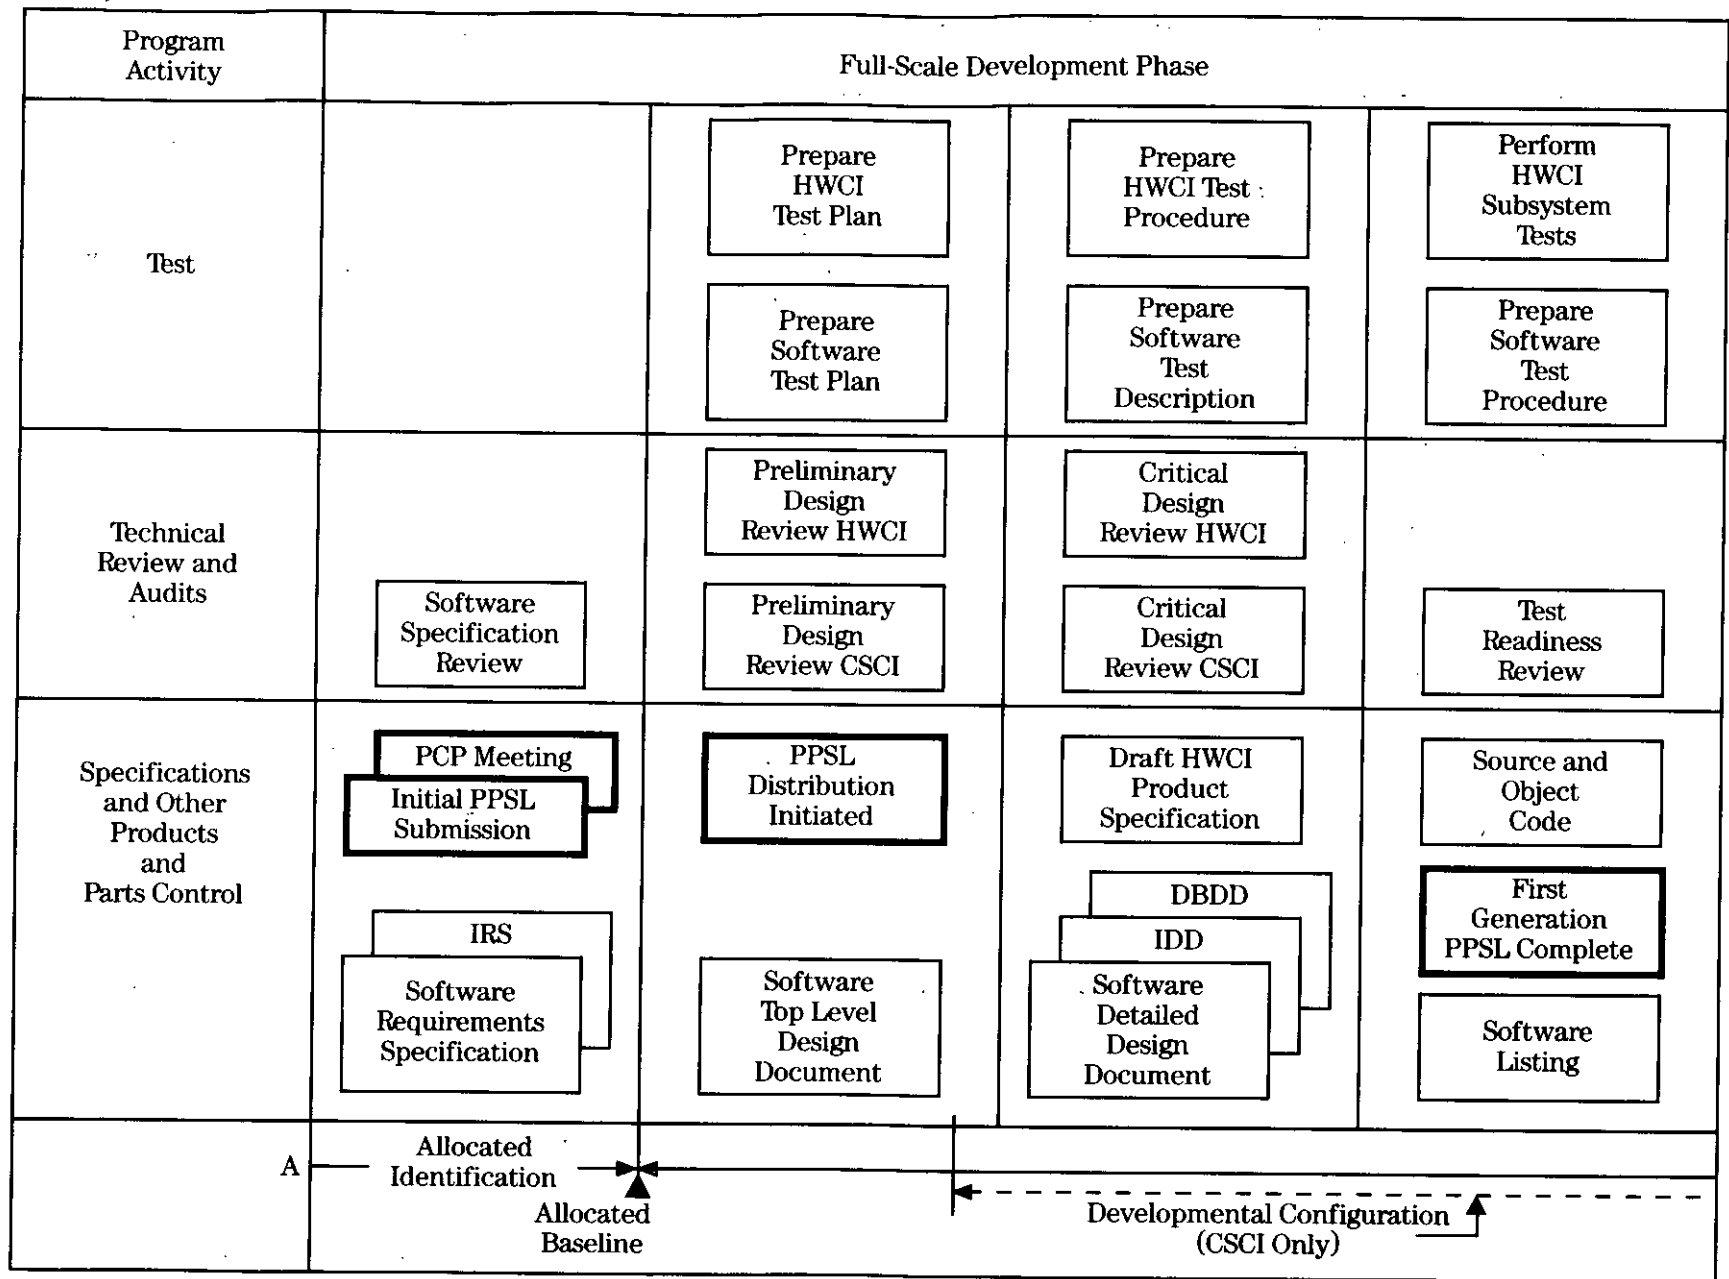 Program
Activity
Full-Scale Development Phase
Test
Prepare
HWCI
Test Plan
Prepare
HWCI Test
Procedure
Perform
HWCI
Subsystem
Tests
Prepare
Software
Test Plan
Prepare
Software
Test
Description
Prepare
Software
Test
Procedure
Technical
Review and
Audits
Preliminary
Design
Review HWCI
Critical
Design
Review HWCI
Software
Specification
Review
Preliminary
Design
Review CSCI
Critical
Design
Review CSCI
Test
Readiness
Review
Specifications
and Other
Products
and
Parts Control
PCP Meeting
Initial PPSL
Submission
PPSL
Distribution
Initiated
Draft HWCI
Product
Specification
Source and
Object
Code
First
Generation
PPSL Complete
IRS
Software
Requirements
Specification
Software
Top Level
Design
Document
DBDD
IDD
Software
Detailed
Design
Document
Software
Listing
A
Allocated
Identification
Allocated
Baseline
Developmental Configuration
(CSCI Only)